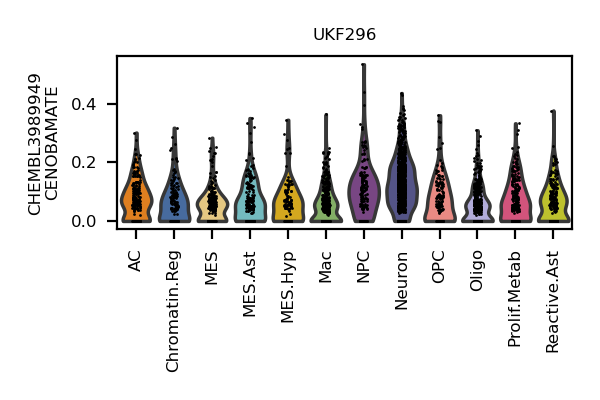 UKF296
CHEMBL3989949
CENOBAMATE
0.4
0.2
0.0
AC
Chromatin.Reg
MES
MES.Ast
MES.Hyp
Mac
NPC
Neuron
OPC
Oligo
Prolif.Metab
Reactive.Ast